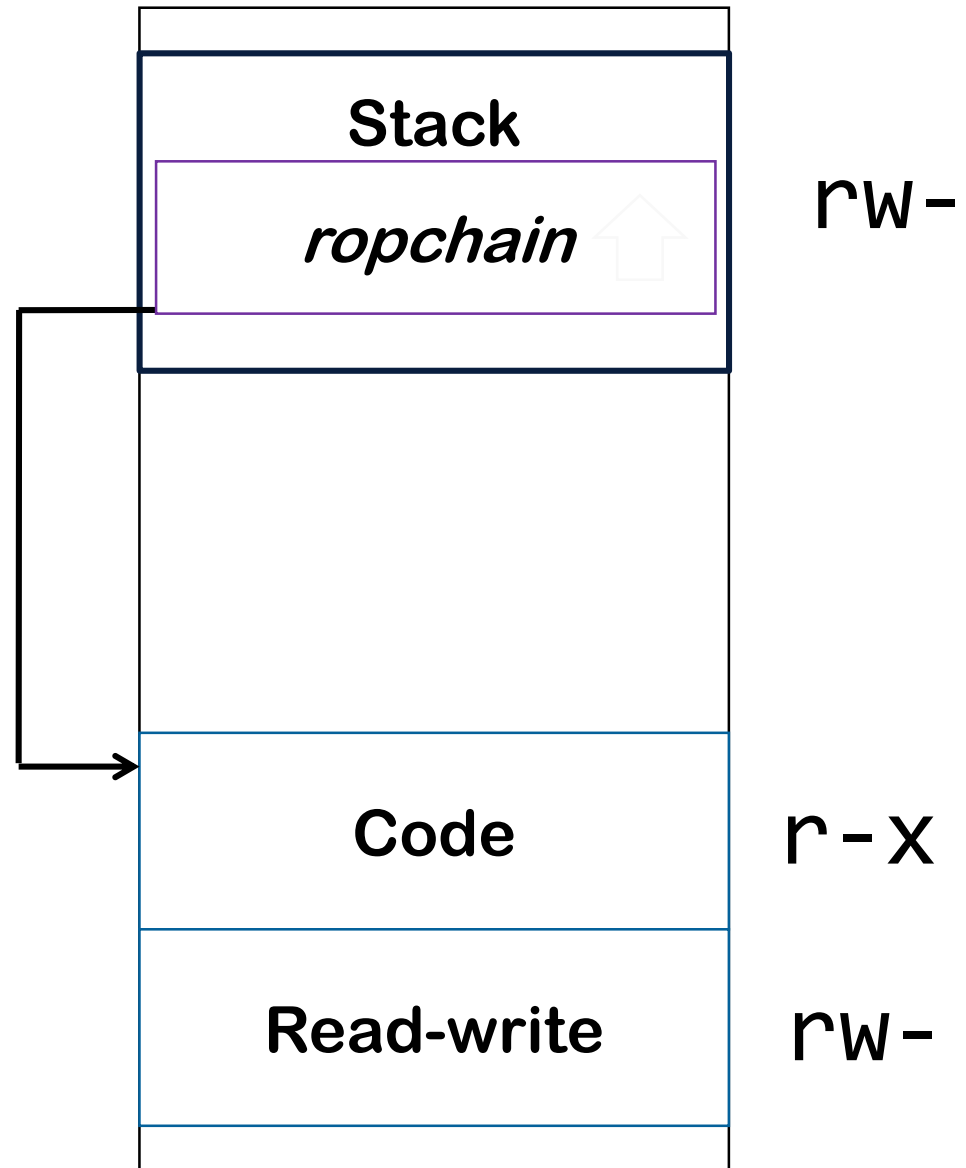 Stack
rw-
ropchain
Code
r-x
Read-write
rw-